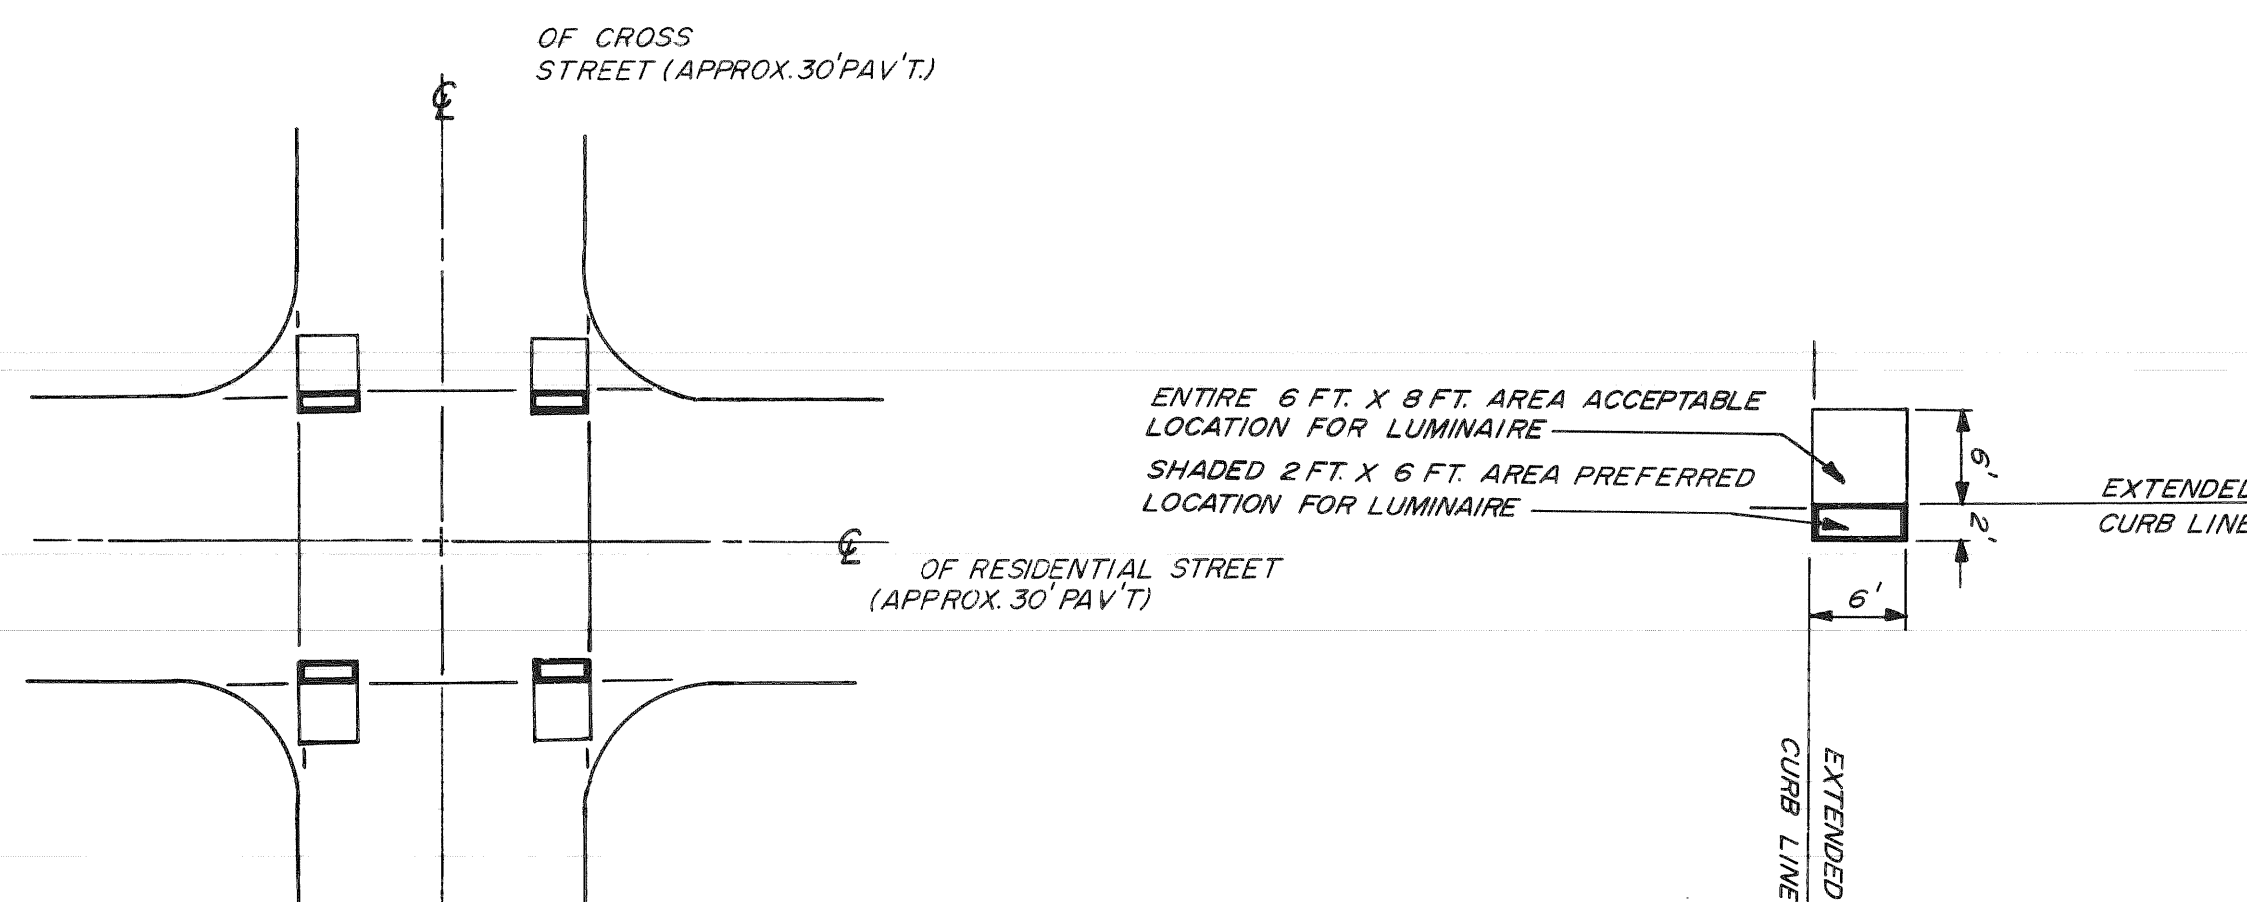 OF CROSS
STREET (APPROX. 30' PAV'T.)
℄
℄
OF RESIDENTIAL STREET
(APPROX. 30' PAV'T)
ENTIRE 6 FT. X 8 FT. AREA ACCEPTABLE
LOCATION FOR LUMINAIRE
SHADED 2 FT. X 6 FT. AREA PREFERRED
LOCATION FOR LUMINAIRE
6'
2'
6'
EXTENDED
CURB LINE
EXTENDED
CURB LINE